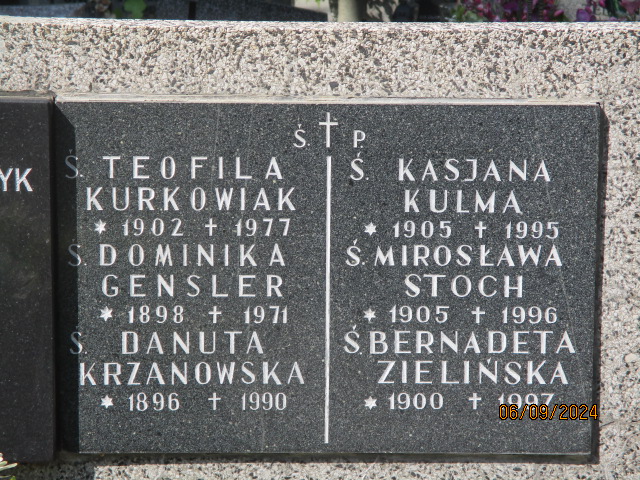 YK
Ś. † P.
Ś. TEOFILA
KURKOWIAK
* 1902 † 1977
Ś. DOMINIKA
GENSLER
* 1898 † 1971
Ś. DANUTA
KRZANOWSKA
* 1896 † 1990
Ś. KASJANA
KULMA
* 1905 † 1995
Ś. MIROSŁAWA
STOCH
* 1905 † 1996
Ś. BERNADETA
ZIELIŃSKA
* 1900 † 1997
06/09/2024